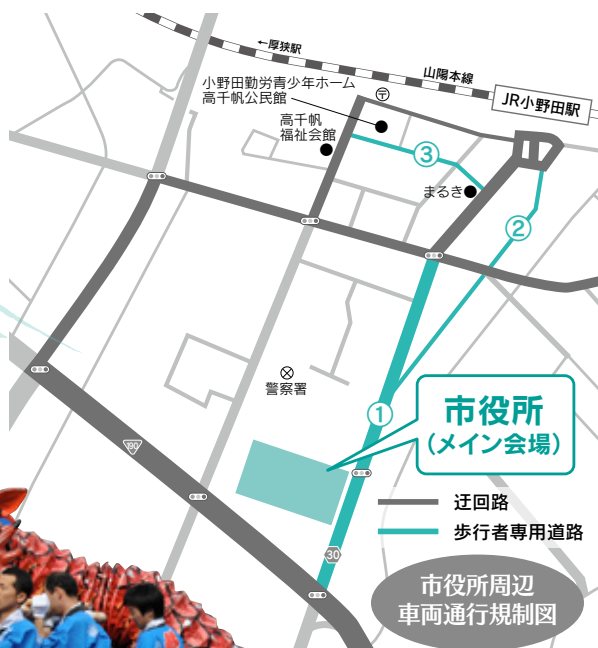 ←厚狭駅
山陽本線
JR小野田駅
小野田勤労青少年ホーム
高千帆公民館
〒
高千帆
福祉会館
③
まるき
②
警察署
①
市役所
(メイン会場)
190
迂回路
歩行者専用道路
30
市役所周辺
車両通行規制図